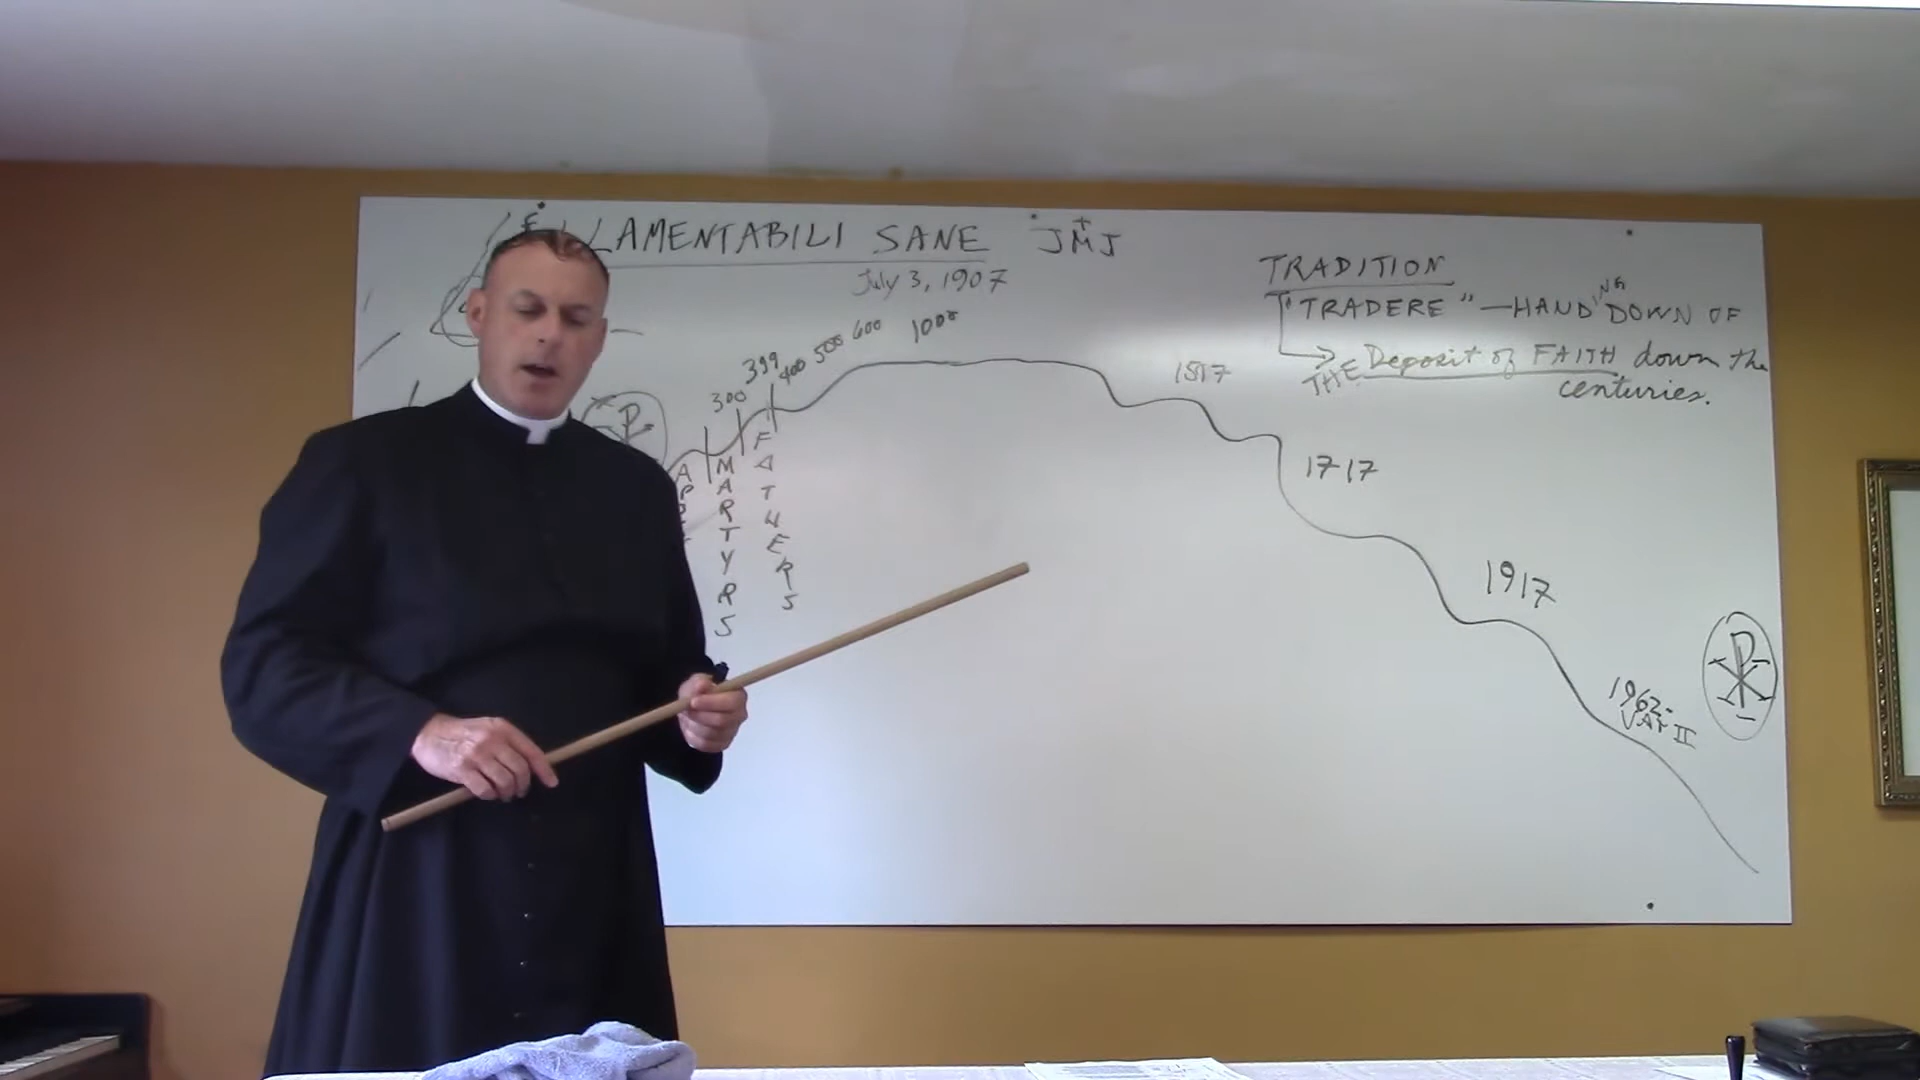 LAMENTABILI SANE JMJ
July 3, 1907
TRADITION
"TRADERE" — HANDING DOWN OF
THE Deposit of FAITH down the
centuries.
300
399
400
500
600
1000
1517
1717
1917
1962-
VAT II
MARTYRS
FATHERS